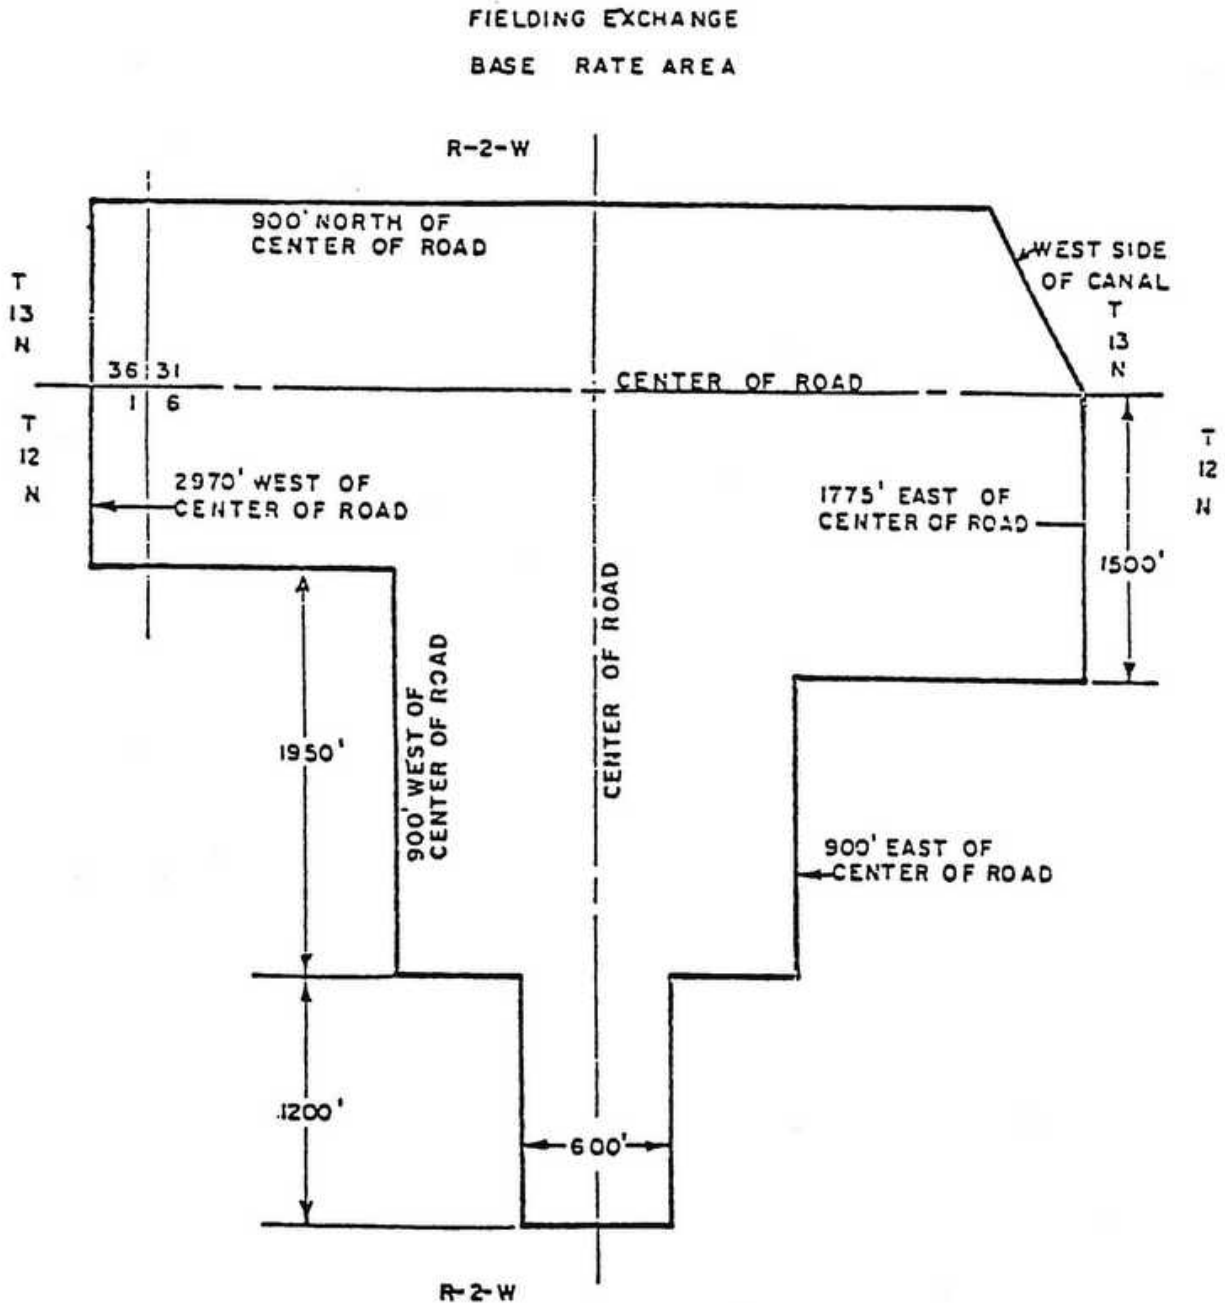 FIELDING EXCHANGE
BASE RATE AREA
R-2-W
900' NORTH OF
CENTER OF ROAD
WEST SIDE
OF CANAL
T
13
N
T
13
N
36 31
1 6
CENTER OF ROAD
T
12
N
T
12
N
2970' WEST OF
CENTER OF ROAD
1775' EAST OF
CENTER OF ROAD
1500'
CENTER OF ROAD
900' WEST OF
CENTER OF ROAD
1950'
900' EAST OF
CENTER OF ROAD
1200'
600'
R-2-W